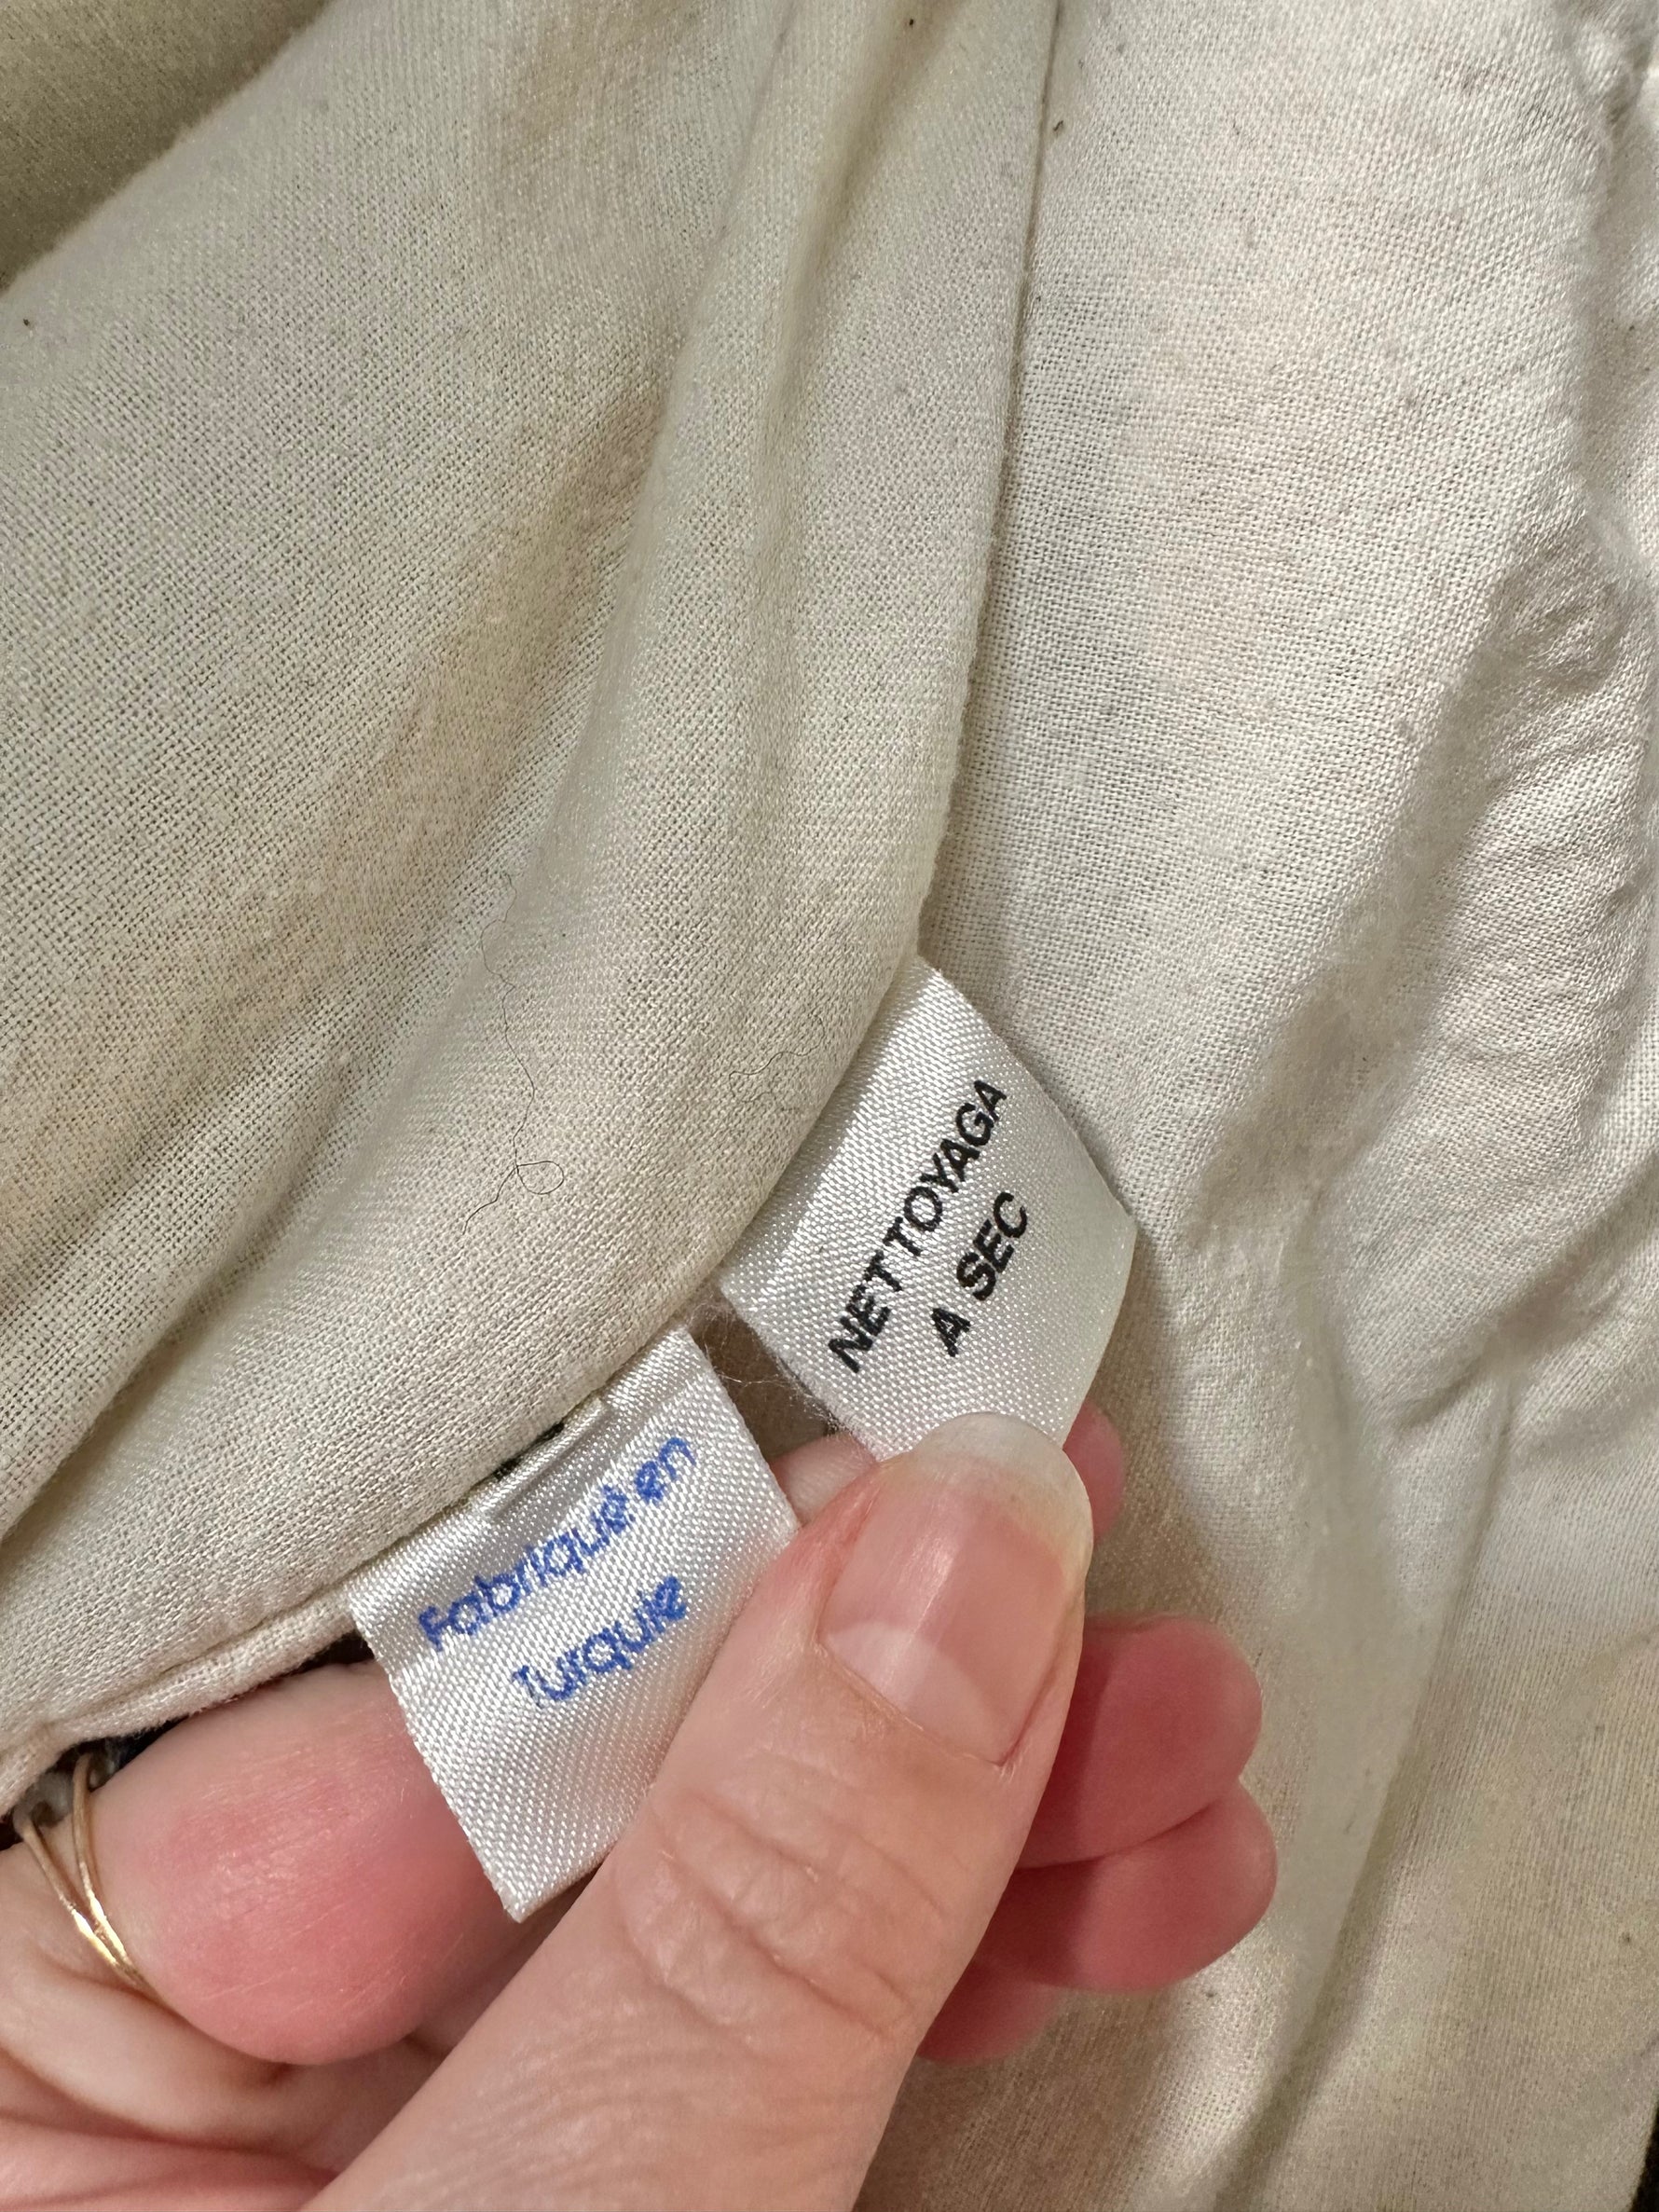 NETTOYAGA
A SEC
Fabriqué en
Turquie